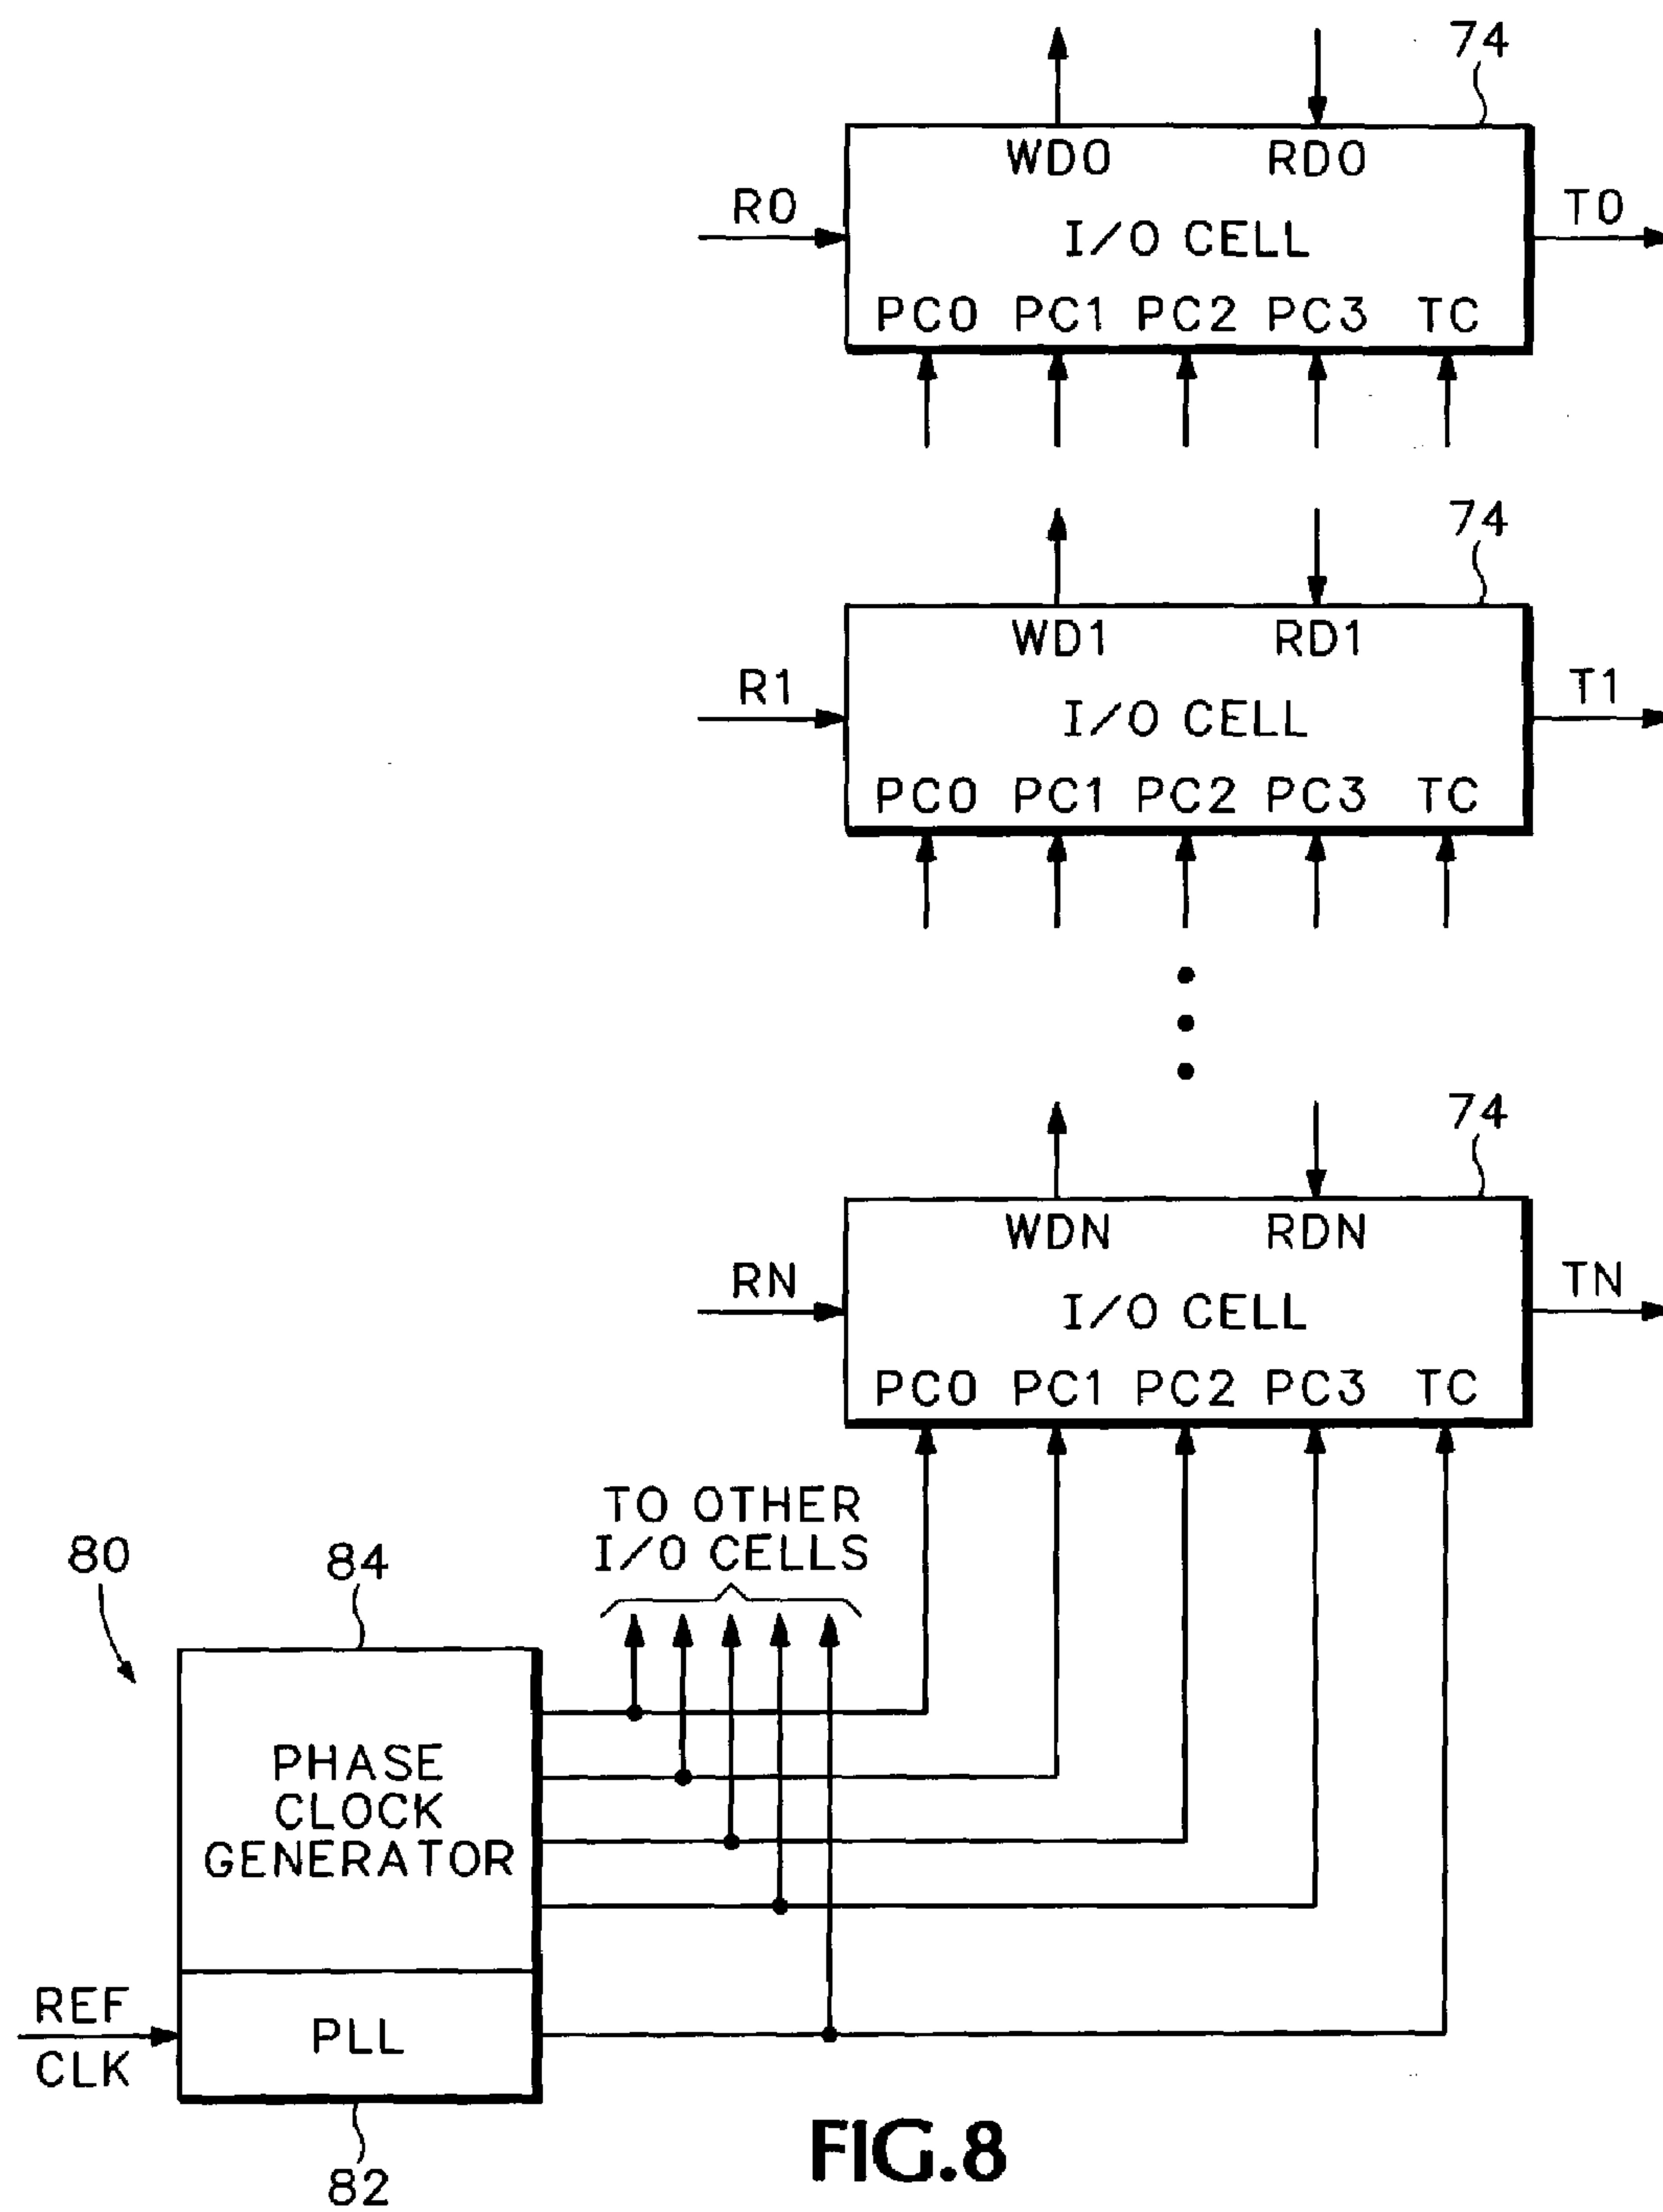 74
WD0 RD0
R0 I/O CELL T0
PC0 PC1 PC2 PC3 TC
74
WD1 RD1
R1 I/O CELL T1
PC0 PC1 PC2 PC3 TC
74
WDN RDN
RN I/O CELL TN
PC0 PC1 PC2 PC3 TC
TO OTHER
I/O CELLS
80
84
PHASE
CLOCK
GENERATOR
REF
CLK
PLL
82
FIG.8